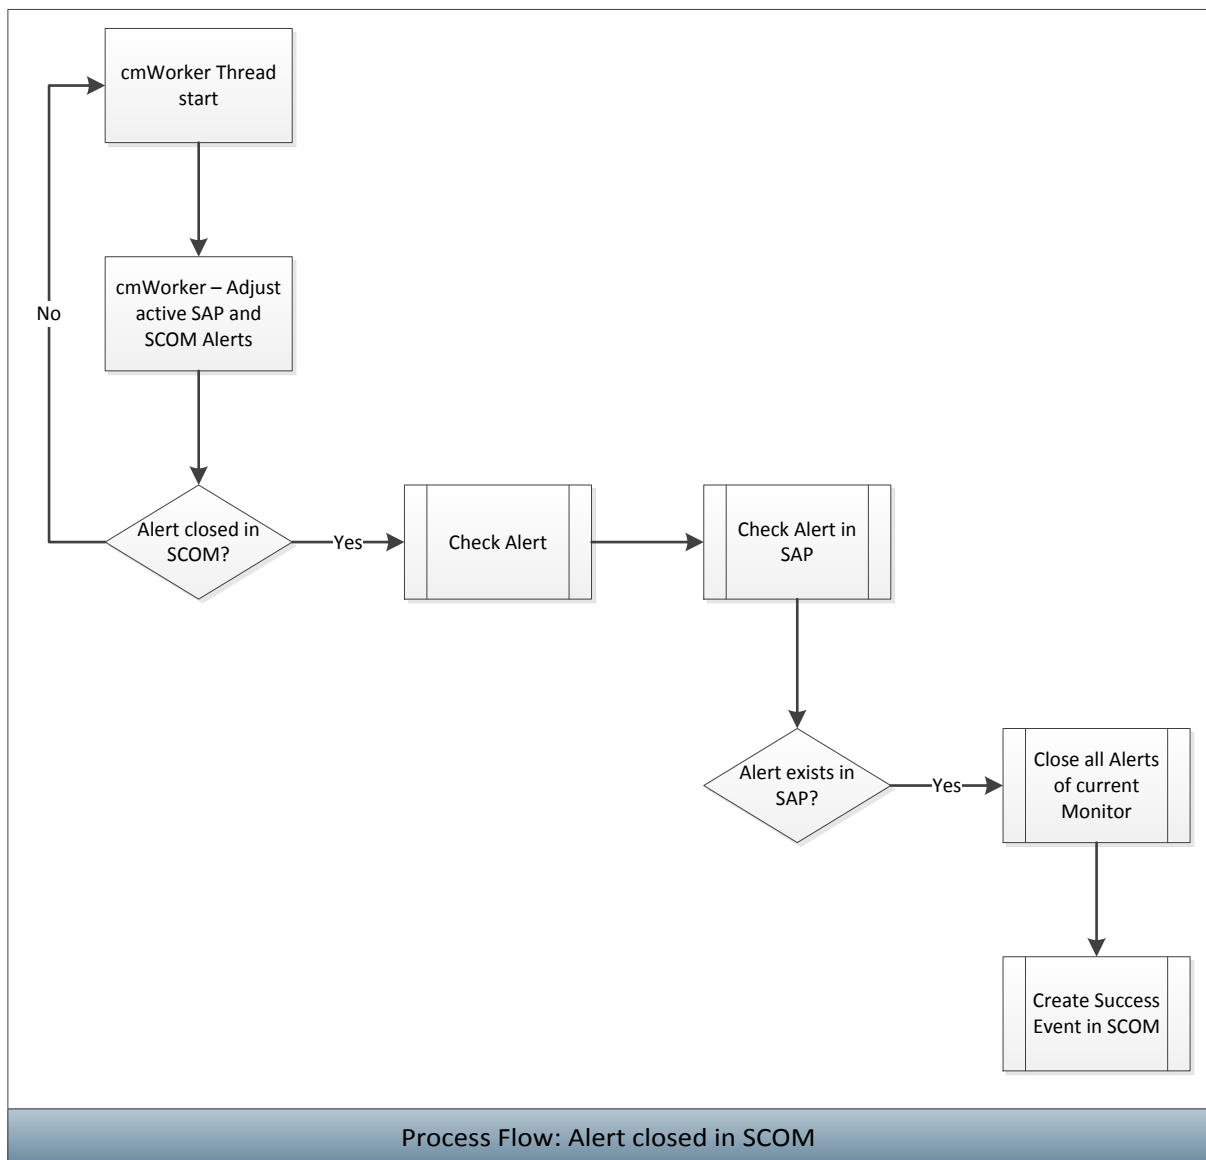 cmWorker Thread
start
cmWorker – Adjust
active SAP and
SCOM Alerts
No
Alert closed in
SCOM?
Yes
Check Alert
Check Alert in
SAP
Alert exists in
SAP?
Yes
Close all Alerts
of current
Monitor
Create Success
Event in SCOM
Process Flow: Alert closed in SCOM